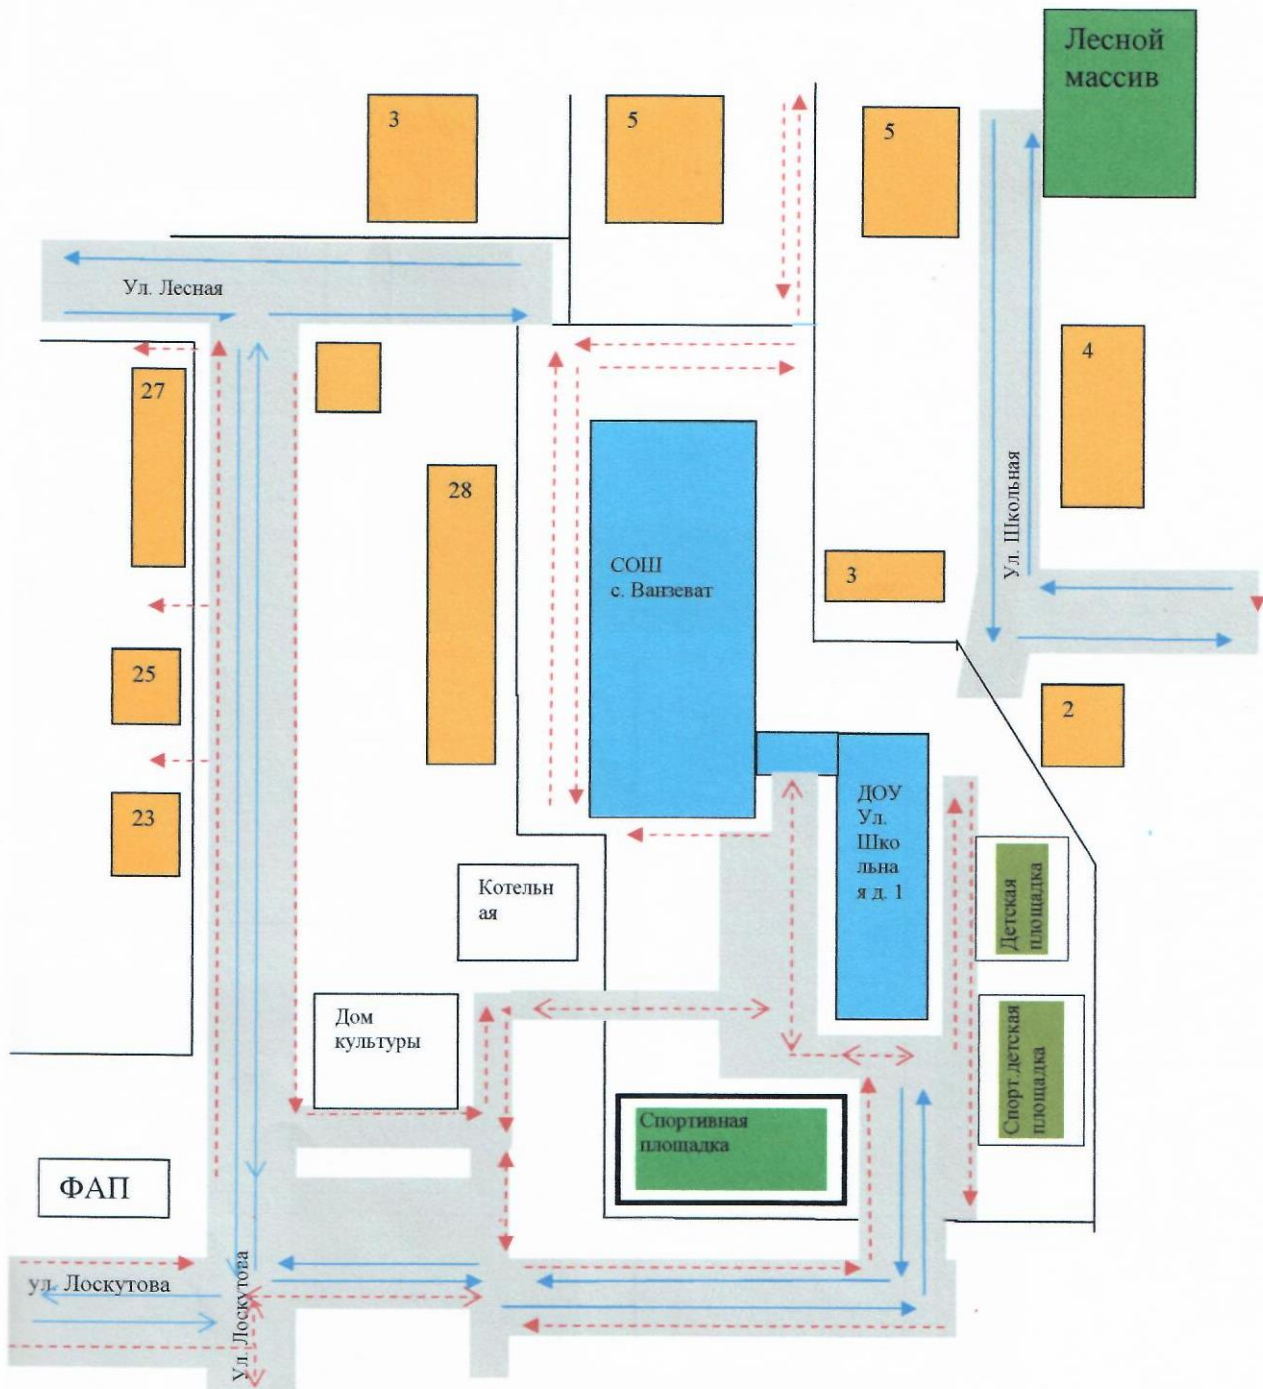 Лесной
массив
3
5
5
Ул. Лесная
4
27
28
Ул. Школьная
СОШ
с. Ванзеват
3
25
2
23
ДОУ
Ул.
Шко
льна
я д. 1
Котельн
ая
Детская
площадка
Дом
культуры
Спорт.детская
площадка
Спортивная
площадка
ФАП
ул. Лоскутова
Ул. Лоскутова